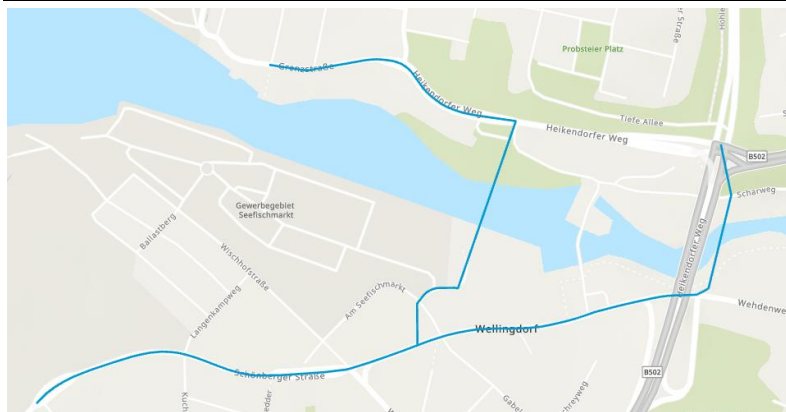 Grenzstraße
Heikendorfer Weg
Probsteier Platz
Tiefe Allee
Heikendorfer Weg
B502
Scharweg
Gewerbegebiet
Seefischmarkt
Ballastberg
Wischhofstraße
Langenkampweg
Am Seefischmarkt
Heikendorfer Weg
Wellingdorf
Schönberger Straße
B502